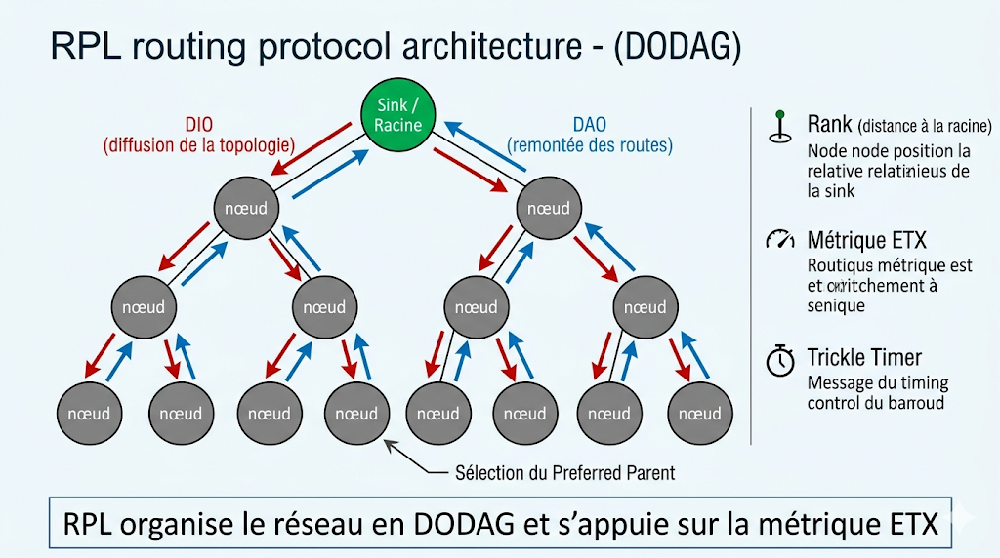 RPL routing protocol architecture - (DODAG)
Sink /
Racine
DIO
(diffusion de la topologie)
DAO
(remontée des routes)
nœud
nœud
nœud
nœud
nœud
nœud
nœud
nœud
nœud
nœud
nœud
nœud
nœud
nœud
Sélection du Preferred Parent
Rank (distance à la racine)
Node node position la
relative de
la sink
Métrique ETX
Routiqus métrique est
et à
senique
Trickle Timer
Message du timing
control du barroud
RPL organise le réseau en DODAG et s’appuie sur la métrique ETX